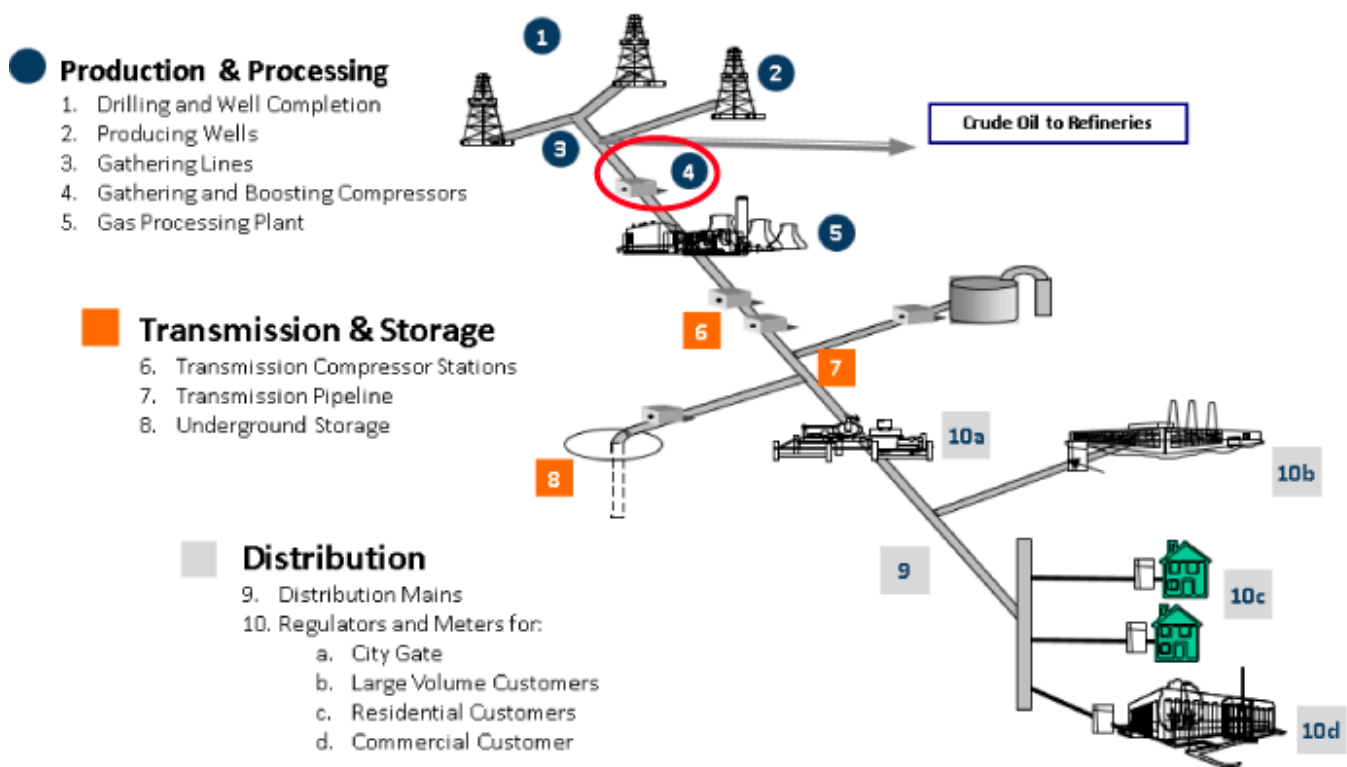 Production & Processing
1. Drilling and Well Completion
2. Producing Wells
3. Gathering Lines
4. Gathering and Boosting Compressors
5. Gas Processing Plant
Transmission & Storage
6. Transmission Compressor Stations
7. Transmission Pipeline
8. Underground Storage
Distribution
9. Distribution Mains
10. Regulators and Meters for:
a. City Gate
b. Large Volume Customers
c. Residential Customers
d. Commercial Customer
1
2
Crude Oil to Refineries
3
4
5
6
7
8
10a
10b
9
10c
10d